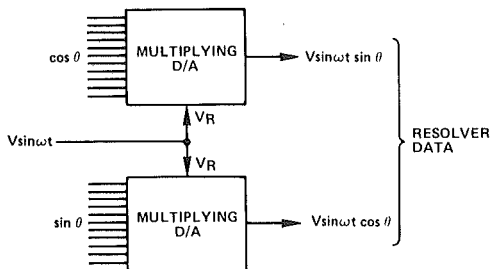 cos θ
MULTIPLYING
D/A
Vsinωt sin θ
V_R
Vsinωt
RESOLVER
DATA
V_R
sin θ
MULTIPLYING
D/A
Vsinωt cos θ